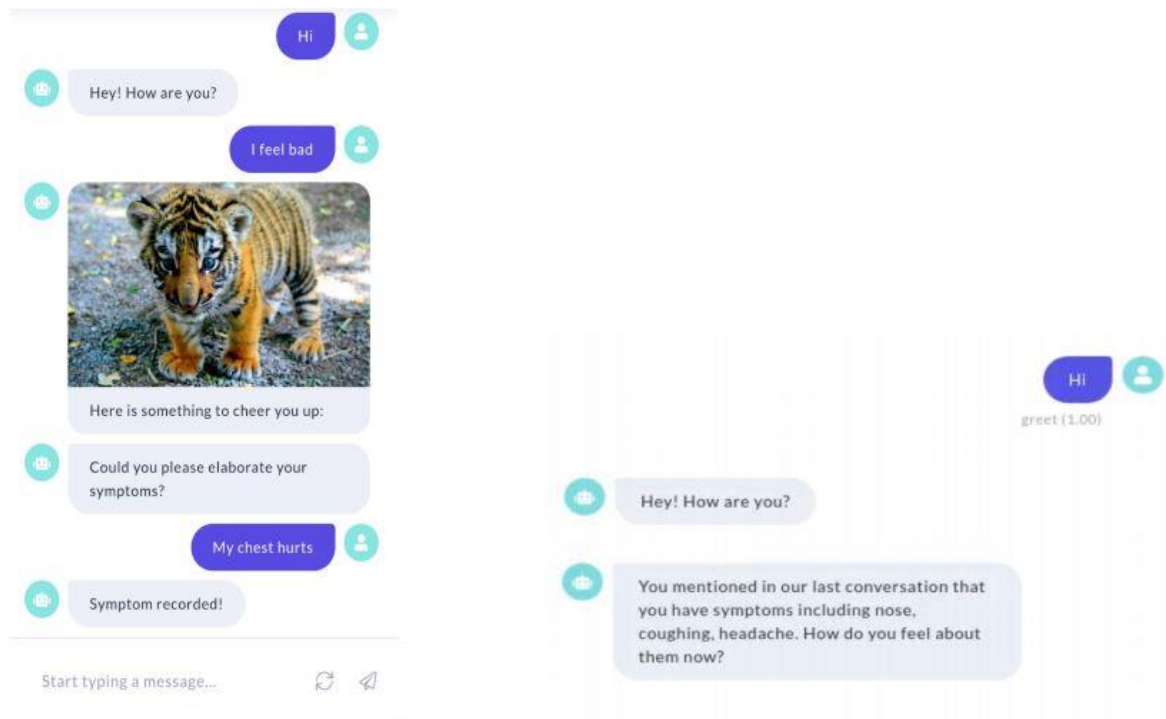 Hi
Hey! How are you?
I feel bad
Here is something to cheer you up:
Could you please elaborate your
symptoms?
My chest hurts
Symptom recorded!
Start typing a message...
Hi
greet (1.00)
Hey! How are you?
You mentioned in our last conversation that
you have symptoms including nose,
coughing, headache. How do you feel about
them now?